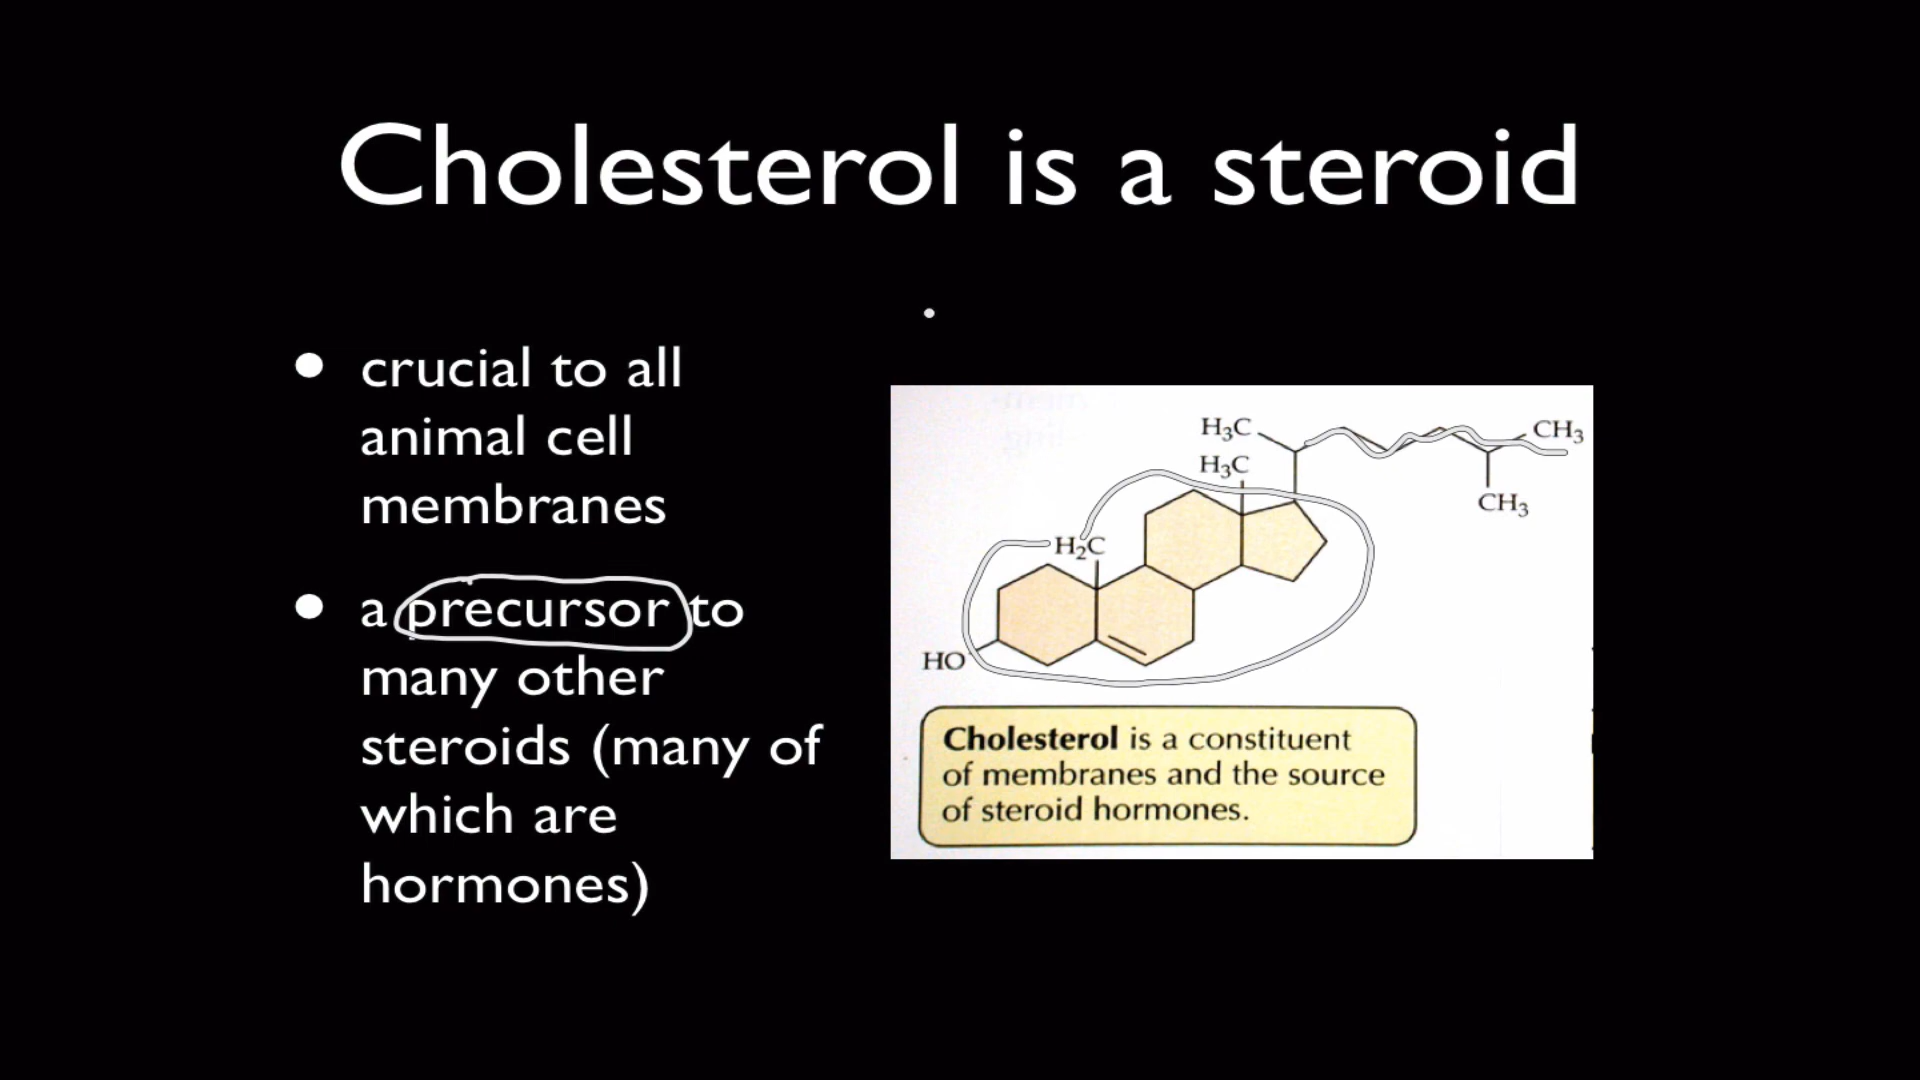 Cholesterol is a steroid
• crucial to all
animal cell
membranes
• a precursor to
many other
steroids (many of
which are
hormones)
H₃C
CH₃
H₃C
CH₃
H₂C
HO
Cholesterol is a constituent
of membranes and the source
of steroid hormones.